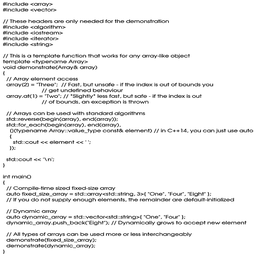 #include <array>
#include <vector>
// These headers are only needed for the demonstration
#include <algorithm>
#include <iostream>
#include <iterator>
#include <string>
// This is a template function that works for any array-like object
template <typename Array>
void demonstrate(Array& array)
{
// Array element access
array(2) = "Three"; // Fast, but unsafe - if the index is out of bounds you
// get undefined behaviour
array.at(1) = "Two"; // *Slightly* less fast, but safe - if the index is out
// of bounds, an exception is thrown
// Arrays can be used with standard algorithms
std::reverse(begin(array), end(array));
std::for_each(begin(array), end(array),
()(typename Array::value_type const& element) // in C++14, you can just use auto
{
std::cout << element << ' ';
});
std::cout << '\n';
}
int main()
{
// Compile-time sized fixed-size array
auto fixed_size_array = std::array<std::string, 3>{ "One", "Four", "Eight" };
// If you do not supply enough elements, the remainder are default-initialized
// Dynamic array
auto dynamic_array = std::vector<std::string>{ "One", "Four" };
dynamic_array.push_back("Eight"); // Dynamically grows to accept new element
// All types of arrays can be used more or less interchangeably
demonstrate(fixed_size_array);
demonstrate(dynamic_array);
}